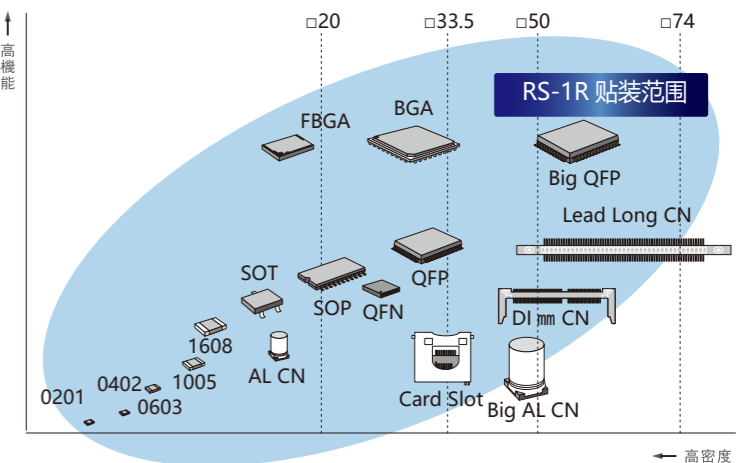 □20 □33.5 □50 □74
高機能
RS-1R 贴装范围
FBGA BGA
Big QFP
Lead Long CN
SOT QFP
SOP QFN
DI mm CN
1608
AL CN
0402 1005
Card Slot
0201 0603
Big AL CN
高密度